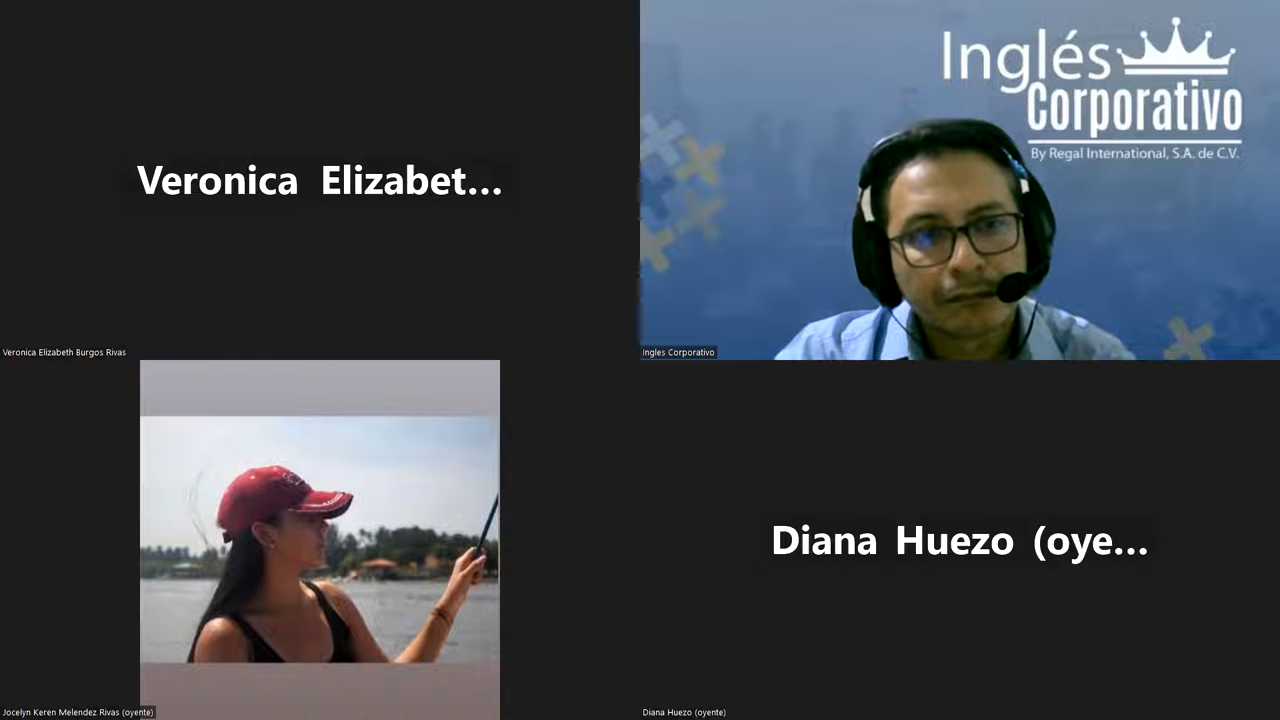 Veronica Elizabet...
Veronica Elizabeth Burgos Rivas
Inglés
Corporativo
By Regal International, S.A. de C.V.
Ingles Corporativo
Jocelyn Keren Melendez Rivas (oyente)
Diana Huezo (oye...
Diana Huezo (oyente)